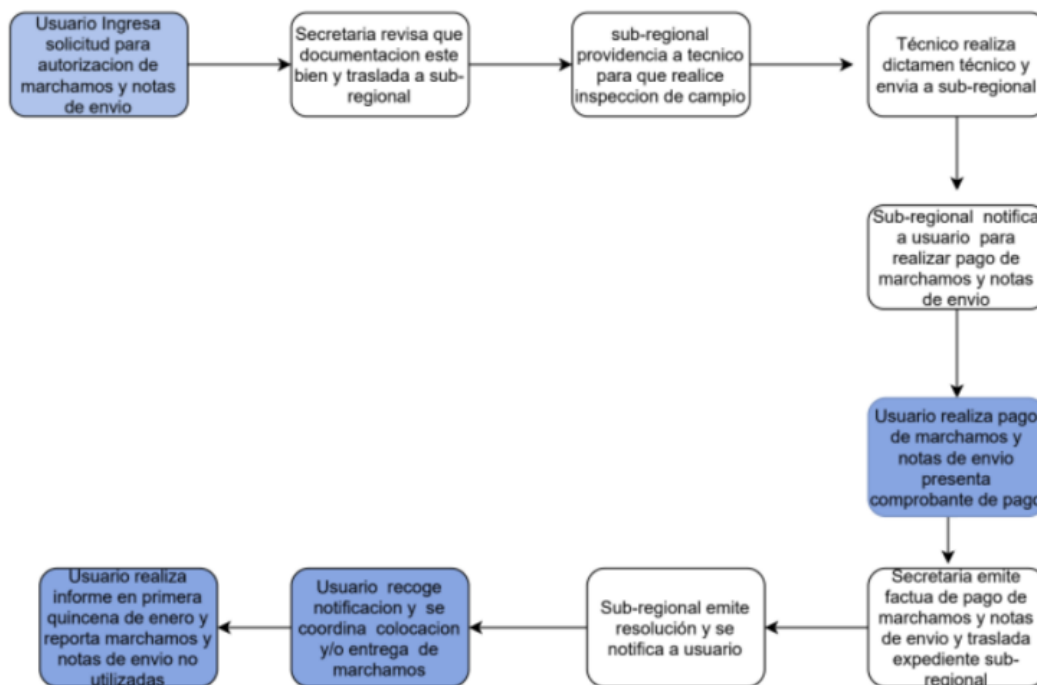 Usuario Ingresa
solicitud para
autorizacion de
marchamos y notas
de envio
Secretaria revisa que
documentacion este
bien y traslada a sub-
regional
sub-regional
providencia a tecnico
para que realice
inspeccion de campio
Técnico realiza
dictamen técnico y
envia a sub-regional
Sub-regional notifica
a usuario para
realizar pago de
marchamos y notas
de envio
Usuario realiza pago
de marchamos y
notas de envio
presenta
comprobante de pago
Secretaria emite
factua de pago de
marchamos y notas
de envio y traslada
expediente sub-
regional
Sub-regional emite
resolución y se
notifica a usuario
Usuario recoge
notificacion y se
coordina colocacion
y/o entrega de
marchamos
Usuario realiza
informe en primera
quincena de enero y
reporta marchamos y
notas de envio no
utilizadas